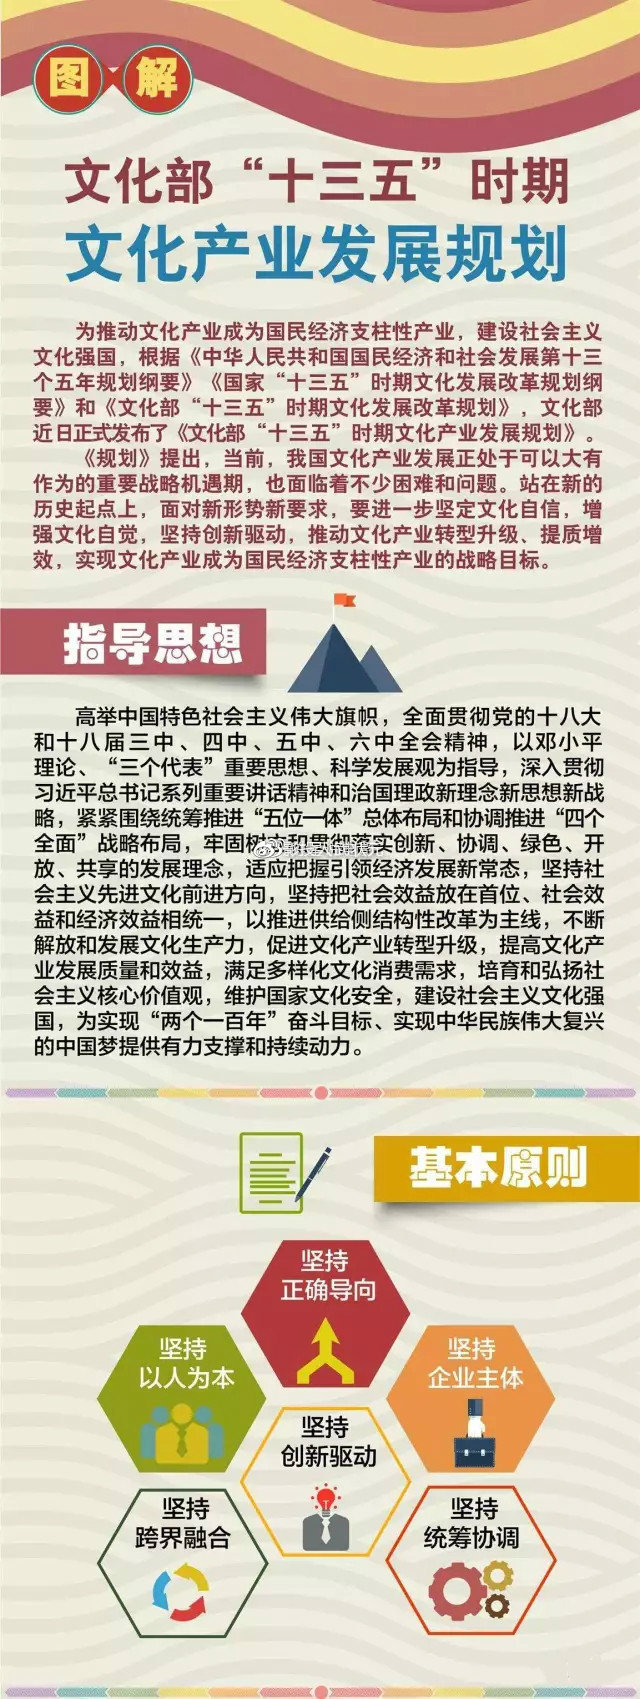 图解
文化部“十三五”时期
文化产业发展规划
为推动文化产业成为国民经济支柱性产业，建设社会主义
文化强国，根据《中华人民共和国国民经济和社会发展第十三
个五年规划纲要》《国家“十三五”时期文化发展改革规划纲
要》和《文化部“十三五”时期文化发展改革规划》，文化部
近日正式发布了《文化部“十三五”时期文化产业发展规划》。
《规划》提出，当前，我国文化产业发展正处于可以大有
作为的重要战略机遇期，也面临着不少困难和问题。站在新的
历史起点上，面对新形势新要求，要进一步坚定文化自信，增
强文化自觉，坚持创新驱动，推动文化产业转型升级、提质增
效，实现文化产业成为国民经济支柱性产业的战略目标。
指导思想
高举中国特色社会主义伟大旗帜，全面贯彻党的十八大
和十八届三中、四中、五中、六中全会精神，以邓小平
理论、“三个代表”重要思想、科学发展观为指导，深入贯彻
习近平总书记系列重要讲话精神和治国理政新理念新思想新战
略，紧紧围绕统筹推进“五位一体”总体布局和协调推进“四个
全面”战略布局，牢固树立和贯彻落实创新、协调、绿色、开
放、共享的发展理念，适应把握引领经济发展新常态，坚持社
会主义先进文化前进方向，坚持把社会效益放在首位、社会效
益和经济效益相统一，以推进供给侧结构性改革为主线，不断
解放和发展文化生产力，促进文化产业转型升级，提高文化产
业发展质量和效益，满足多样化文化消费需求，培育和弘扬社
会主义核心价值观，维护国家文化安全，建设社会主义文化强
国，为实现“两个一百年”奋斗目标、实现中华民族伟大复兴
的中国梦提供有力支撑和持续动力。
基本原则
坚持
正确导向
坚持
以人为本
坚持
企业主体
坚持
创新驱动
坚持
跨界融合
坚持
统筹协调